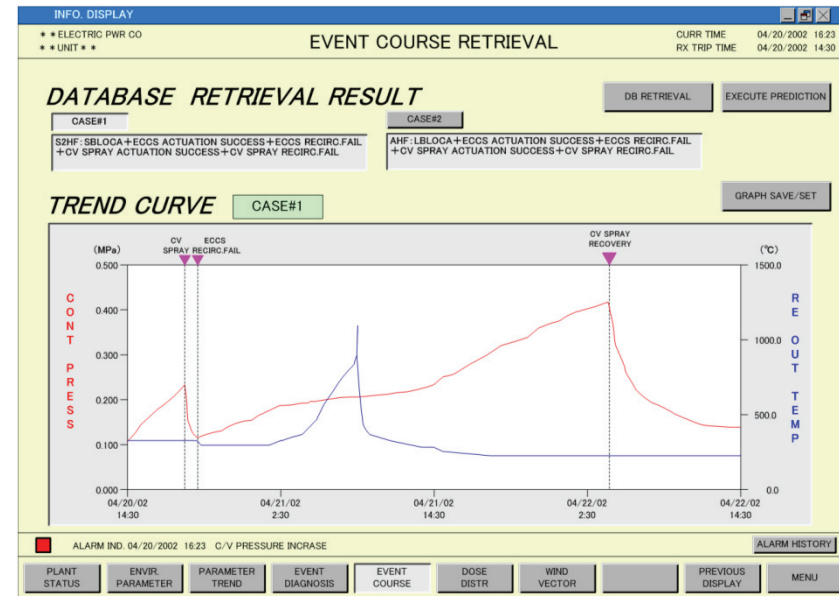 INFO. DISPLAY
* * ELECTRIC PWR CO
* * UNIT * *
EVENT COURSE RETRIEVAL
CURR TIME 04/20/2002 16:23
RX TRIP TIME 04/20/2002 14:30
DATABASE RETRIEVAL RESULT
DB RETRIEVAL
EXECUTE PREDICTION
CASE#1
CASE#2
S2HF: SBLOCA+ECCS ACTUATION SUCCESS+ECCS RECIRC.FAIL
+CV SPRAY ACTUATION SUCCESS+CV SPRAY RECIRC.FAIL
AHF: LBLOCA+ECCS ACTUATION SUCCESS+ECCS RECIRC.FAIL
+CV SPRAY ACTUATION SUCCESS+CV SPRAY RECIRC.FAIL
GRAPH SAVE/SET
TREND CURVE
CASE#1
(MPa)
CV ECCS
SPRAY RECIRC.FAIL
CV SPRAY
RECOVERY
(℃)
CONT PRESS
0.500
0.400
0.300
0.200
0.100
0.000
1500.0
1000.0
500.0
0.0
RE OUT TEMP
04/20/02 04/21/02 04/21/02 04/22/02 04/22/02
14:30 2:30 14:30 2:30 14:30
ALARM IND. 04/20/2002 16:23 C/V PRESSURE INCRASE
ALARM HISTORY
PLANT STATUS
ENVIR. PARAMETER
PARAMETER TREND
EVENT DIAGNOSIS
EVENT COURSE
DOSE DISTR
WIND VECTOR
PREVIOUS DISPLAY
MENU